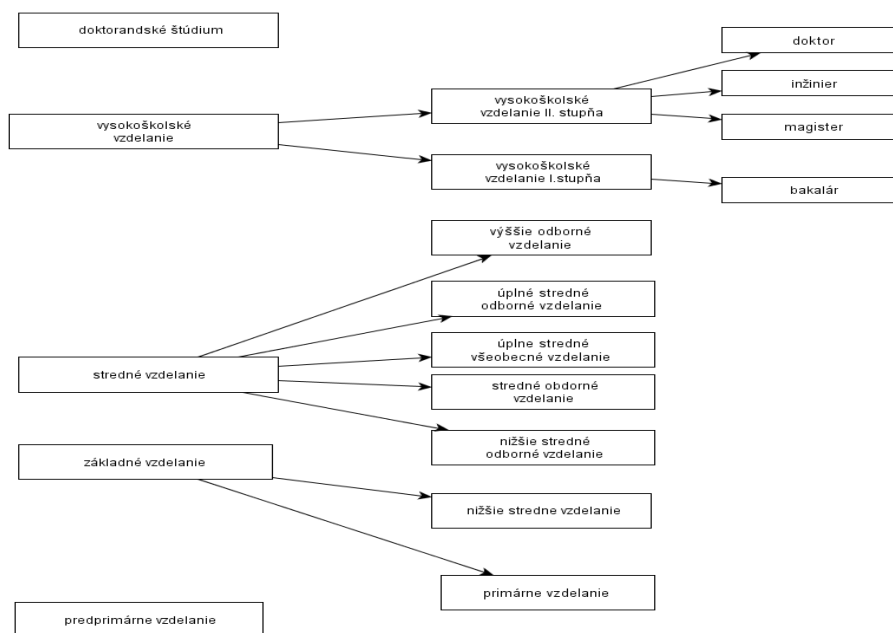 doktorandské štúdium
doktor
inžinier
magister
vysokoškolské
vzdelanie II. stupňa
vysokoškolské
vzdelanie
vysokoškolské
vzdelanie I.stupňa
bakalár
výššie odborné
vzdelanie
úplné stredné
odborné vzdelanie
úplne stredné
všeobecné vzdelanie
stredné vzdelanie
stredné obdorné
vzdelanie
nižšie stredné
odborné vzdelanie
základné vzdelanie
nižšie stredne vzdelanie
primárne vzdelanie
predprimárne vzdelanie